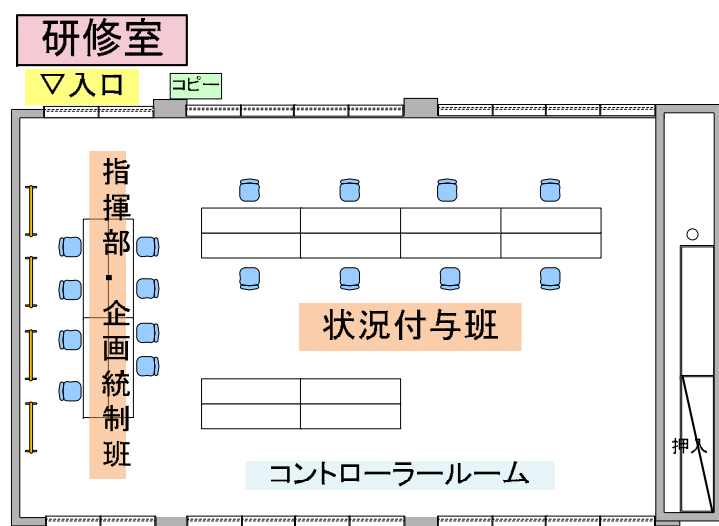 研修室
▽入口
コピー
指揮部・企画統制班
状況付与班
押入
コントローラールーム